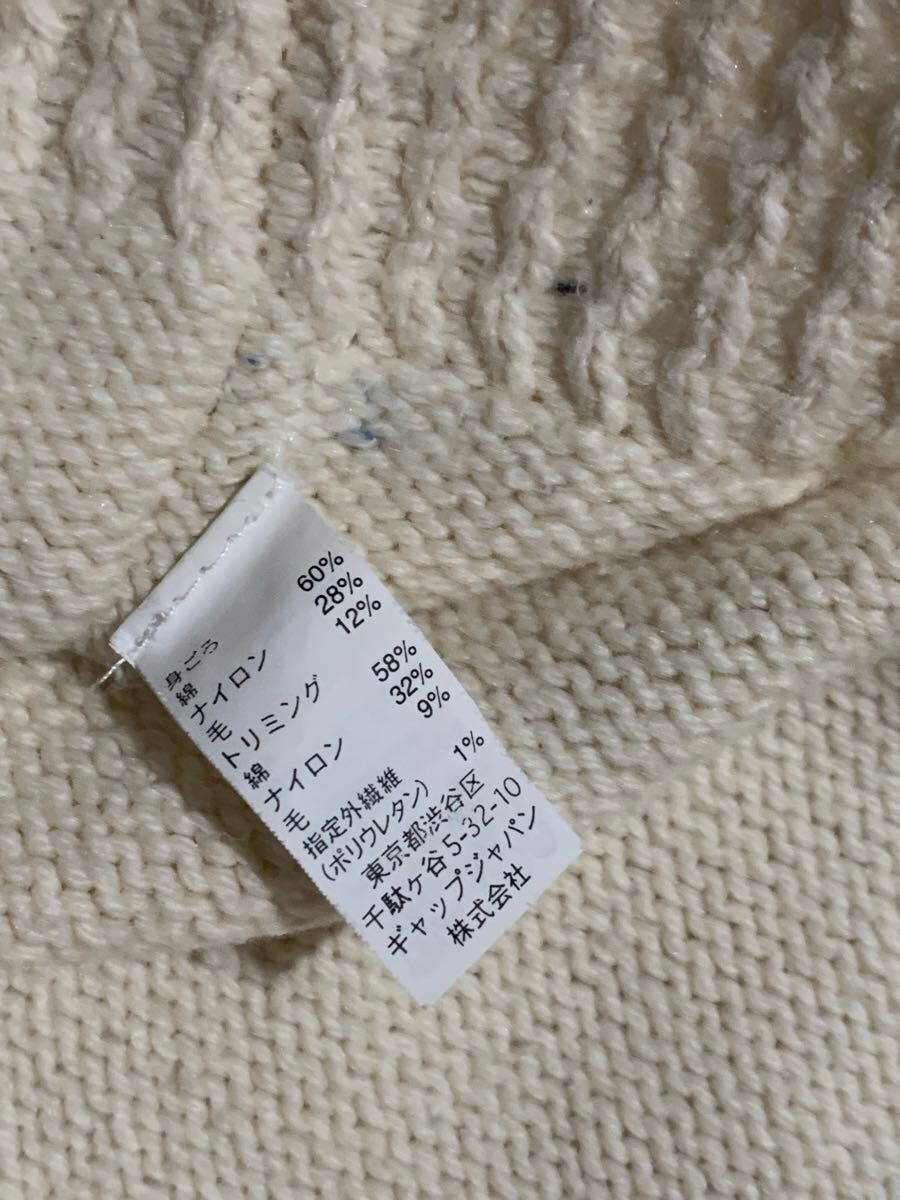 身ごろ
綿 60%
ナイロン 28%
毛 12%
トリミング
綿 58%
ナイロン 32%
毛 9%
指定外繊維
(ポリウレタン) 1%
東京都渋谷区
千駄ケ谷5-32-10
ギャップジャパン
株式会社